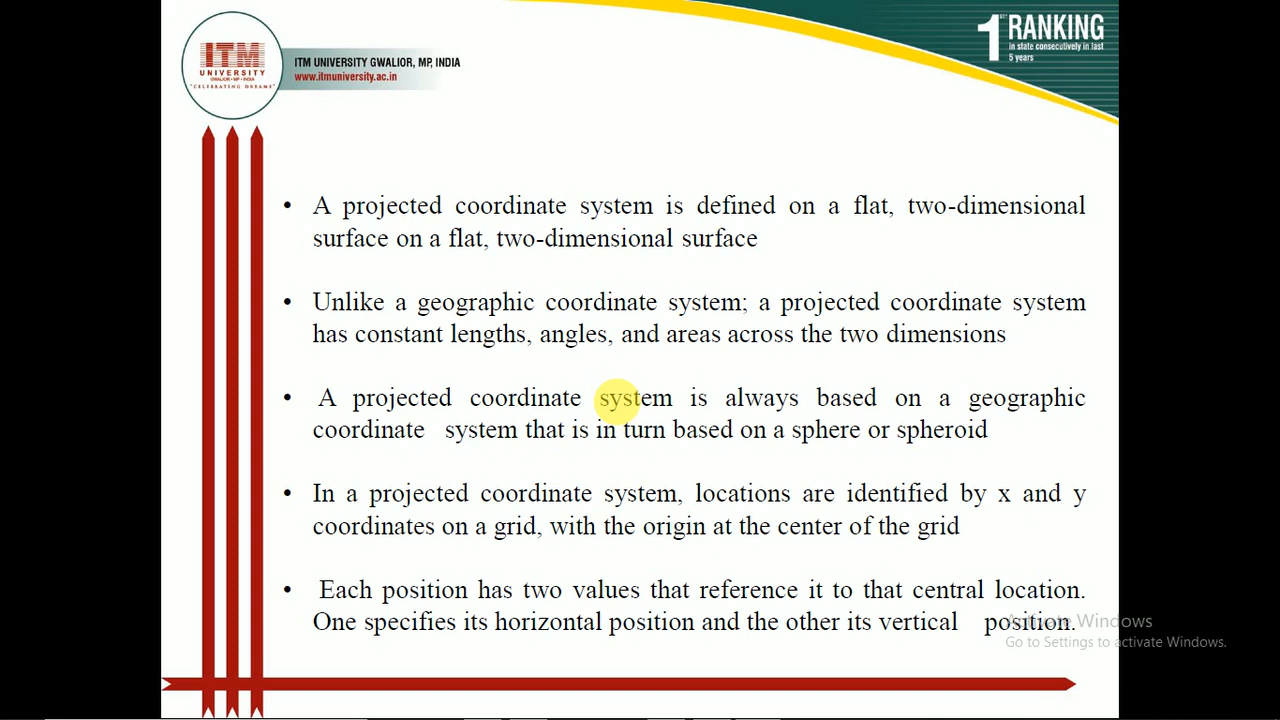 ITM
UNIVERSITY
GWALIOR • MP • INDIA
"CELEBRATING DREAMS"
ITM UNIVERSITY GWALIOR, MP, INDIA
www.itmuniversity.ac.in
1ST RANKING
in state consecutively in last
5 years
• A projected coordinate system is defined on a flat, two-dimensional
surface on a flat, two-dimensional surface
• Unlike a geographic coordinate system; a projected coordinate system
has constant lengths, angles, and areas across the two dimensions
• A projected coordinate system is always based on a geographic
coordinate system that is in turn based on a sphere or spheroid
• In a projected coordinate system, locations are identified by x and y
coordinates on a grid, with the origin at the center of the grid
• Each position has two values that reference it to that central location.
One specifies its horizontal position and the other its vertical position.
Activate Windows
Go to Settings to activate Windows.